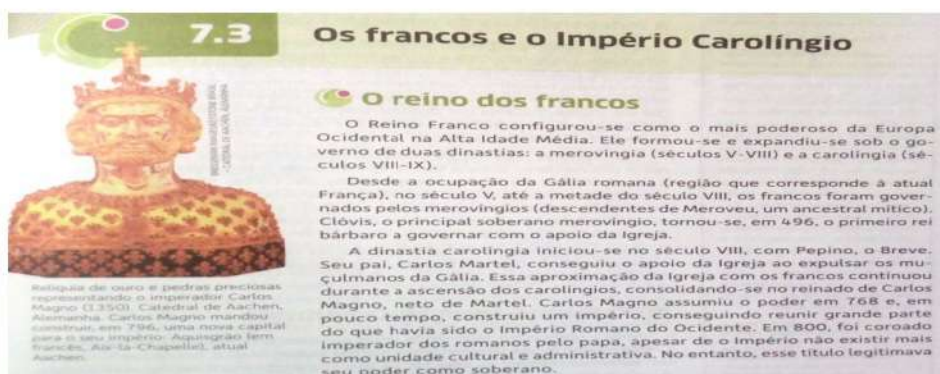 7.3
Os francos e o Império Carolíngio
O reino dos francos
O Reino Franco configurou-se como o mais poderoso da Europa
Ocidental na Alta Idade Média. Ele formou-se e expandiu-se sob o go-
verno de duas dinastias: a merovíngia (séculos V-VIII) e a carolíngia (sé-
culos VIII-IX).
Desde a ocupação da Gália romana (região que corresponde à atual
França), no século V, até a metade do século VIII, os francos foram gover-
nados pelos merovíngios (descendentes de Meroveu, um ancestral mítico).
Clóvis, o principal soberano merovíngio, tornou-se, em 496, o primeiro rei
bárbaro a governar com o apoio da Igreja.
A dinastia carolíngia iniciou-se no século VIII, com Pepino, o Breve.
Seu pai, Carlos Martel, conseguiu o apoio da Igreja ao expulsar os mu-
çulmanos da Gália. Essa aproximação da Igreja com os francos continuou
durante a ascensão dos carolíngios, consolidando-se no reinado de Carlos
Magno, neto de Martel. Carlos Magno assumiu o poder em 768 e, em
pouco tempo, construiu um império, conseguindo reunir grande parte
do que havia sido o Império Romano do Ocidente. Em 800, foi coroado
imperador dos romanos pelo papa, apesar de o Império não existir mais
como unidade cultural e administrativa. No entanto, esse título legitimava
seu poder como soberano.
Relíquia de ouro e pedras preciosas
representando o imperador Carlos
Magno (1350). Catedral de Aachen,
Alemanha. Carlos Magno mandou
construir, em 796, uma nova capital
para o seu império: Aquisgrão (em
francês, Aix-la-Chapelle), atual
Aachen.